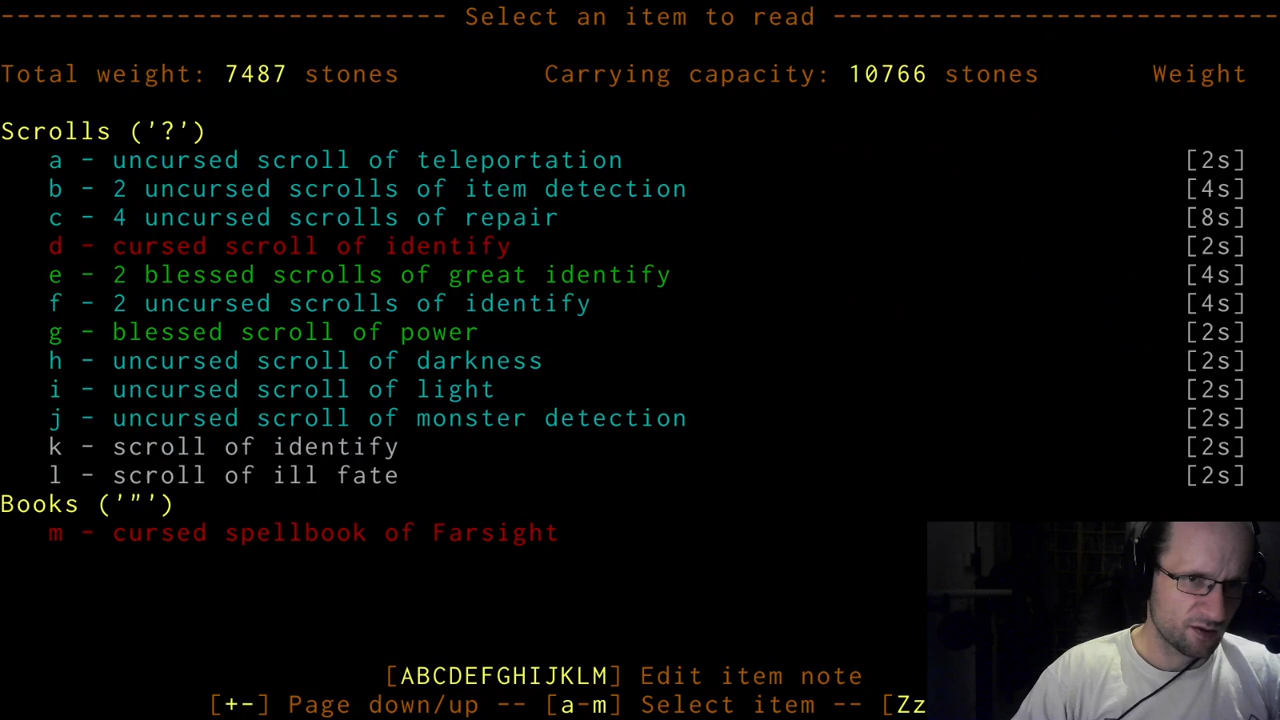 -------------------------- Select an item to read --------------------------
Total weight: 7487 stones Carrying capacity: 10766 stones Weight
Scrolls ('?')
a - uncursed scroll of teleportation [2s]
b - 2 uncursed scrolls of item detection [4s]
c - 4 uncursed scrolls of repair [8s]
d - cursed scroll of identify [2s]
e - 2 blessed scrolls of great identify [4s]
f - 2 uncursed scrolls of identify [4s]
g - blessed scroll of power [2s]
h - uncursed scroll of darkness [2s]
i - uncursed scroll of light [2s]
j - uncursed scroll of monster detection [2s]
k - scroll of identify [2s]
l - scroll of ill fate [2s]
Books ('"')
m - cursed spellbook of Farsight
[ABCDEFGHIJKLM] Edit item note
[+-] Page down/up -- [a-m] Select item -- [Zz